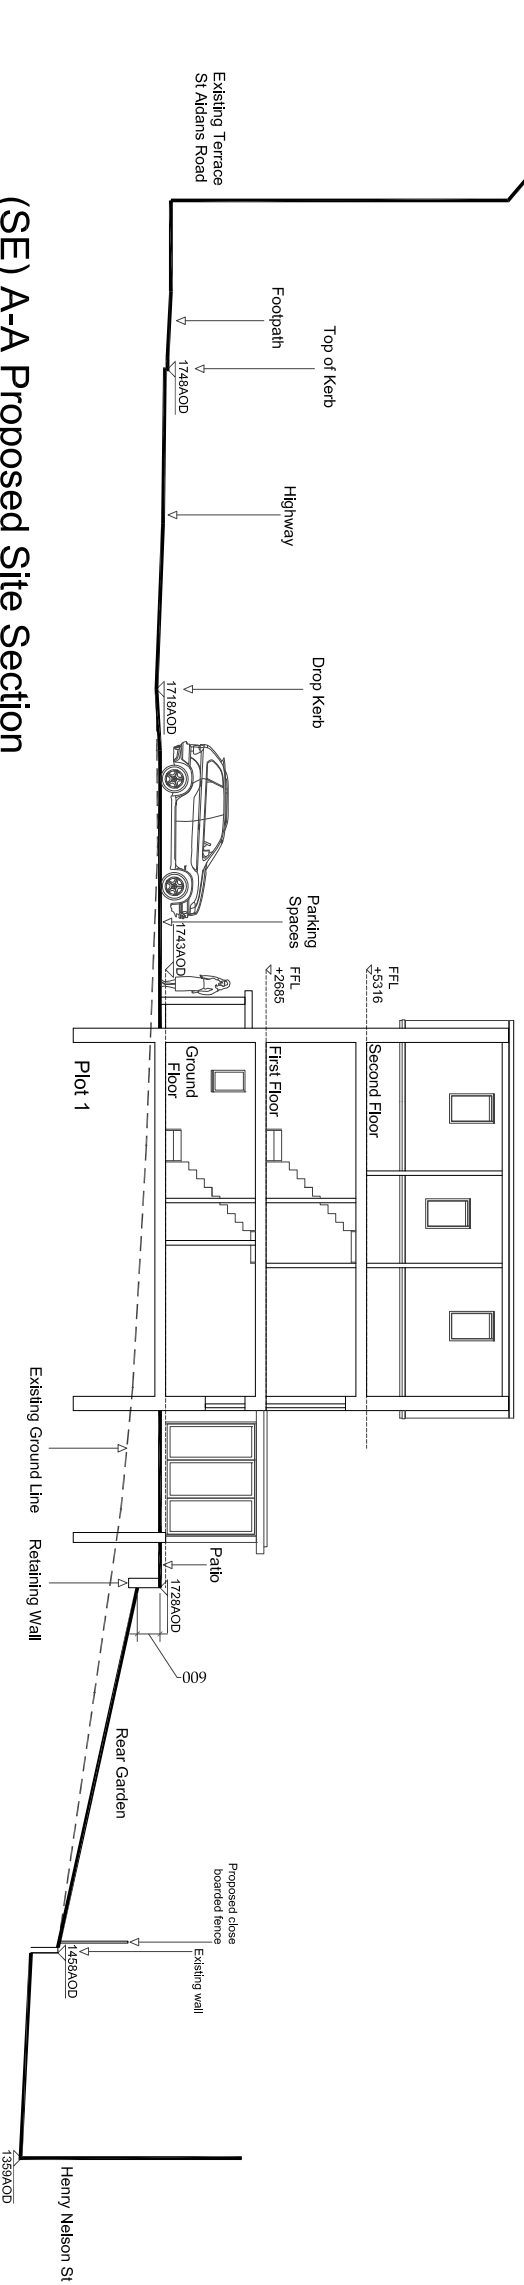 Existing Terrace
St Aidans Road
Footpath
Top of Kerb
1748AOD
Highway
Drop Kerb
1718AOD
Parking
Spaces
1743AOD
FFL
+2685
FFL
+5316
Second Floor
First Floor
Ground
Floor
Plot 1
Existing Ground Line
Retaining Wall
Patio
1728AOD
009
Rear Garden
Proposed close
boarded fence
Existing wall
1458AOD
Henry Nelson St
1359AOD
(SE) A-A Proposed Site Section